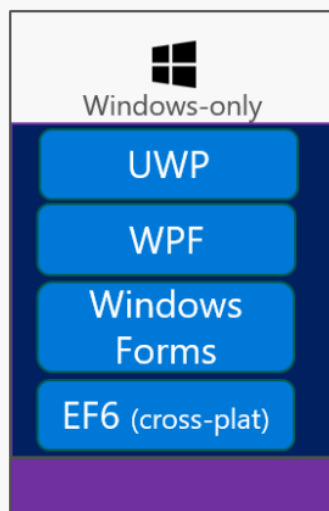 Windows-only
UWP
WPF
Windows
Forms
EF6 (cross-plat)